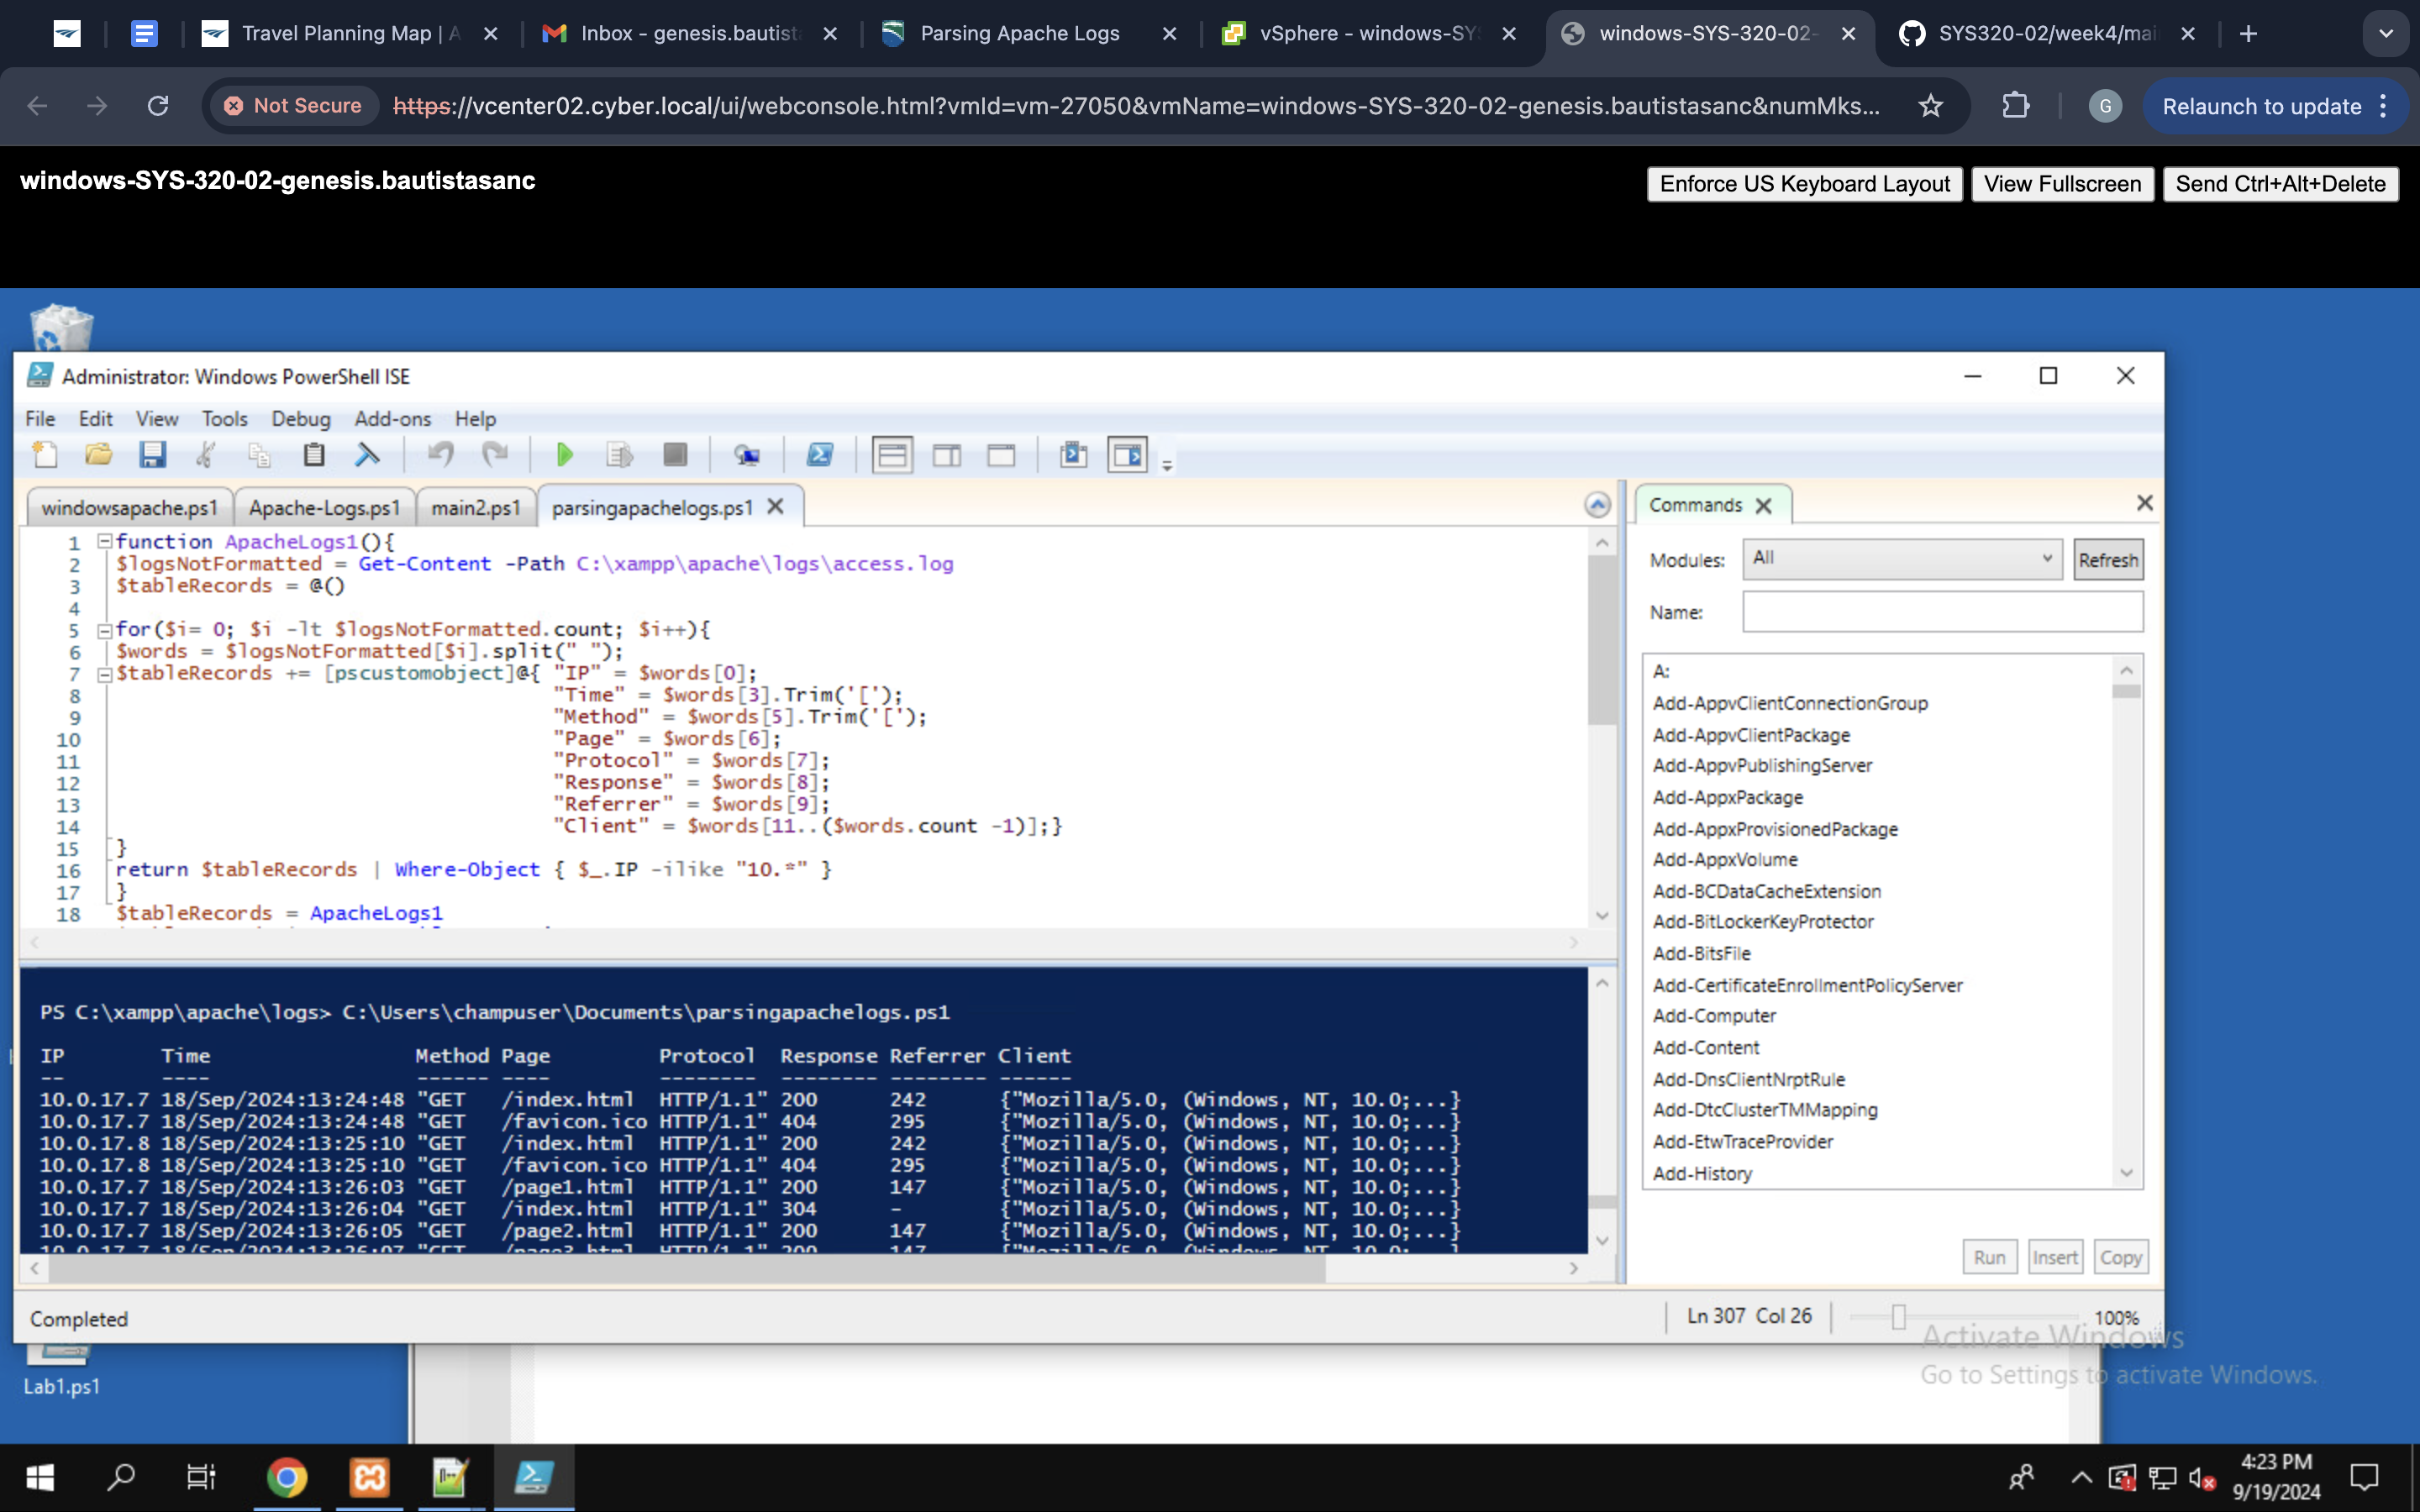 Travel Planning Map | A
Inbox - genesis.bautista
Parsing Apache Logs
vSphere - windows-SYS
windows-SYS-320-02-
SYS320-02/week4/mai
Not Secure
https://vcenter02.cyber.local/ui/webconsole.html?vmId=vm-27050&vmName=windows-SYS-320-02-genesis.bautistasanc&numMks...
G
Relaunch to update
windows-SYS-320-02-genesis.bautistasanc
Enforce US Keyboard Layout
View Fullscreen
Send Ctrl+Alt+Delete
Administrator: Windows PowerShell ISE
File Edit View Tools Debug Add-ons Help
windowsapache.ps1
Apache-Logs.ps1
main2.ps1
parsingapachelogs.ps1
1 function ApacheLogs1(){
2 $logsNotFormatted = Get-Content -Path C:\xampp\apache\logs\access.log
3 $tableRecords = @()
4
5 for($i= 0; $i -lt $logsNotFormatted.count; $i++){
6 $words = $logsNotFormatted[$i].split(" ");
7 $tableRecords += [pscustomobject]@{ "IP" = $words[0];
8 "Time" = $words[3].Trim('[');
9 "Method" = $words[5].Trim('[');
10 "Page" = $words[6];
11 "Protocol" = $words[7];
12 "Response" = $words[8];
13 "Referrer" = $words[9];
14 "Client" = $words[11..($words.count -1)];}
15 }
16 return $tableRecords | Where-Object { $_.IP -ilike "10.*" }
17 }
18 $tableRecords = ApacheLogs1
PS C:\xampp\apache\logs> C:\Users\champuser\Documents\parsingapachelogs.ps1
IP Time Method Page Protocol Response Referrer Client
-- ---- ------ ---- -------- -------- -------- ------
10.0.17.7 18/Sep/2024:13:24:48 "GET /index.html HTTP/1.1" 200 242 {"Mozilla/5.0, (Windows, NT, 10.0;...}
10.0.17.7 18/Sep/2024:13:24:48 "GET /favicon.ico HTTP/1.1" 404 295 {"Mozilla/5.0, (Windows, NT, 10.0;...}
10.0.17.8 18/Sep/2024:13:25:10 "GET /index.html HTTP/1.1" 200 242 {"Mozilla/5.0, (Windows, NT, 10.0;...}
10.0.17.8 18/Sep/2024:13:25:10 "GET /favicon.ico HTTP/1.1" 404 295 {"Mozilla/5.0, (Windows, NT, 10.0;...}
10.0.17.7 18/Sep/2024:13:26:03 "GET /page1.html HTTP/1.1" 200 147 {"Mozilla/5.0, (Windows, NT, 10.0;...}
10.0.17.7 18/Sep/2024:13:26:04 "GET /index.html HTTP/1.1" 304 - {"Mozilla/5.0, (Windows, NT, 10.0;...}
10.0.17.7 18/Sep/2024:13:26:05 "GET /page2.html HTTP/1.1" 200 147 {"Mozilla/5.0, (Windows, NT, 10.0;...}
Commands
Modules: All Refresh
Name:
A:
Add-AppvClientConnectionGroup
Add-AppvClientPackage
Add-AppvPublishingServer
Add-AppxPackage
Add-AppxProvisionedPackage
Add-AppxVolume
Add-BCDataCacheExtension
Add-BitLockerKeyProtector
Add-BitsFile
Add-CertificateEnrollmentPolicyServer
Add-Computer
Add-Content
Add-DnsClientNrptRule
Add-DtcClusterTMMapping
Add-EtwTraceProvider
Add-History
Run Insert Copy
Completed
Ln 307 Col 26
100%
Activate Windows
Go to Settings to activate Windows.
Lab1.ps1
4:23 PM
9/19/2024